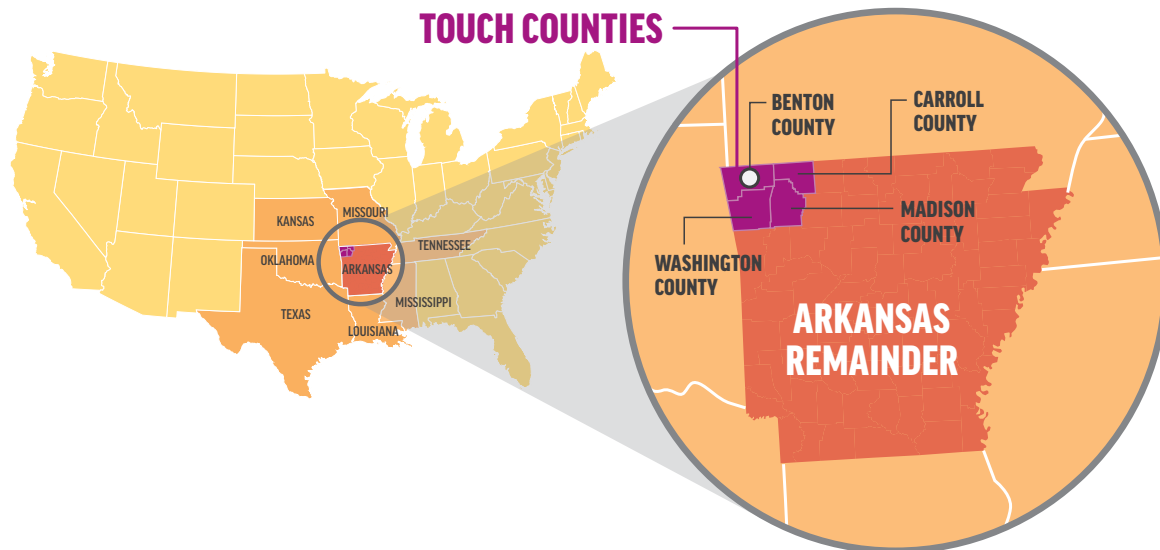 TOUCH COUNTIES
BENTON
COUNTY
CARROLL
COUNTY
MADISON
COUNTY
WASHINGTON
COUNTY
ARKANSAS
REMAINDER
KANSAS
MISSOURI
OKLAHOMA
ARKANSAS
TENNESSEE
MISSISSIPPI
TEXAS
LOUISIANA